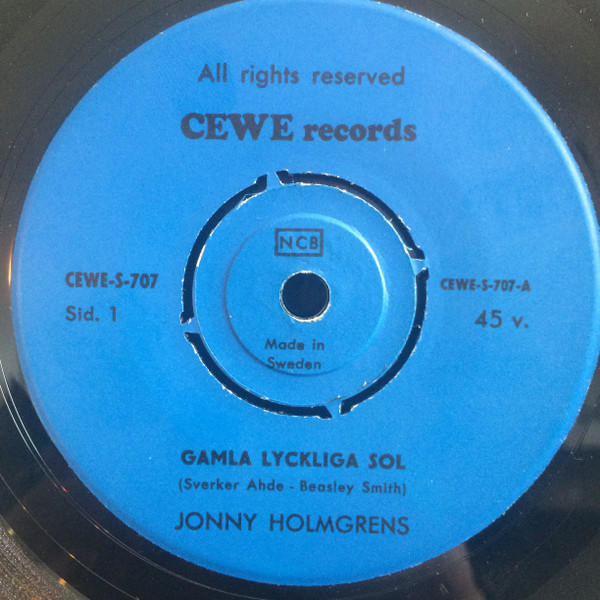 All rights reserved
CEWE records
NCB
CEWE-S-707
CEWE-S-707-A
Sid. 1
45 v.
Made in
Sweden
GAMLA LYCKLIGA SOL
(Sverker Ahde - Beasley Smith)
JONNY HOLMGRENS